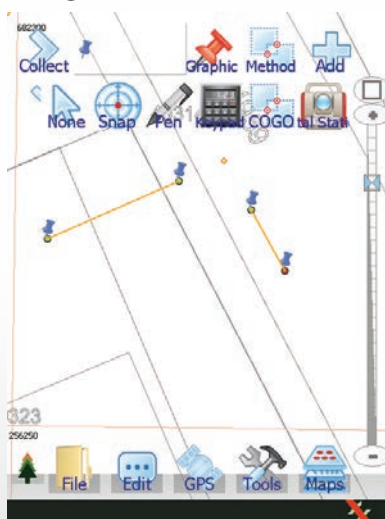 682300
Collect Graphic Method Add
None Snap Pen Keypad COGO tal Stati
323
256250
File Edit GPS Tools Maps